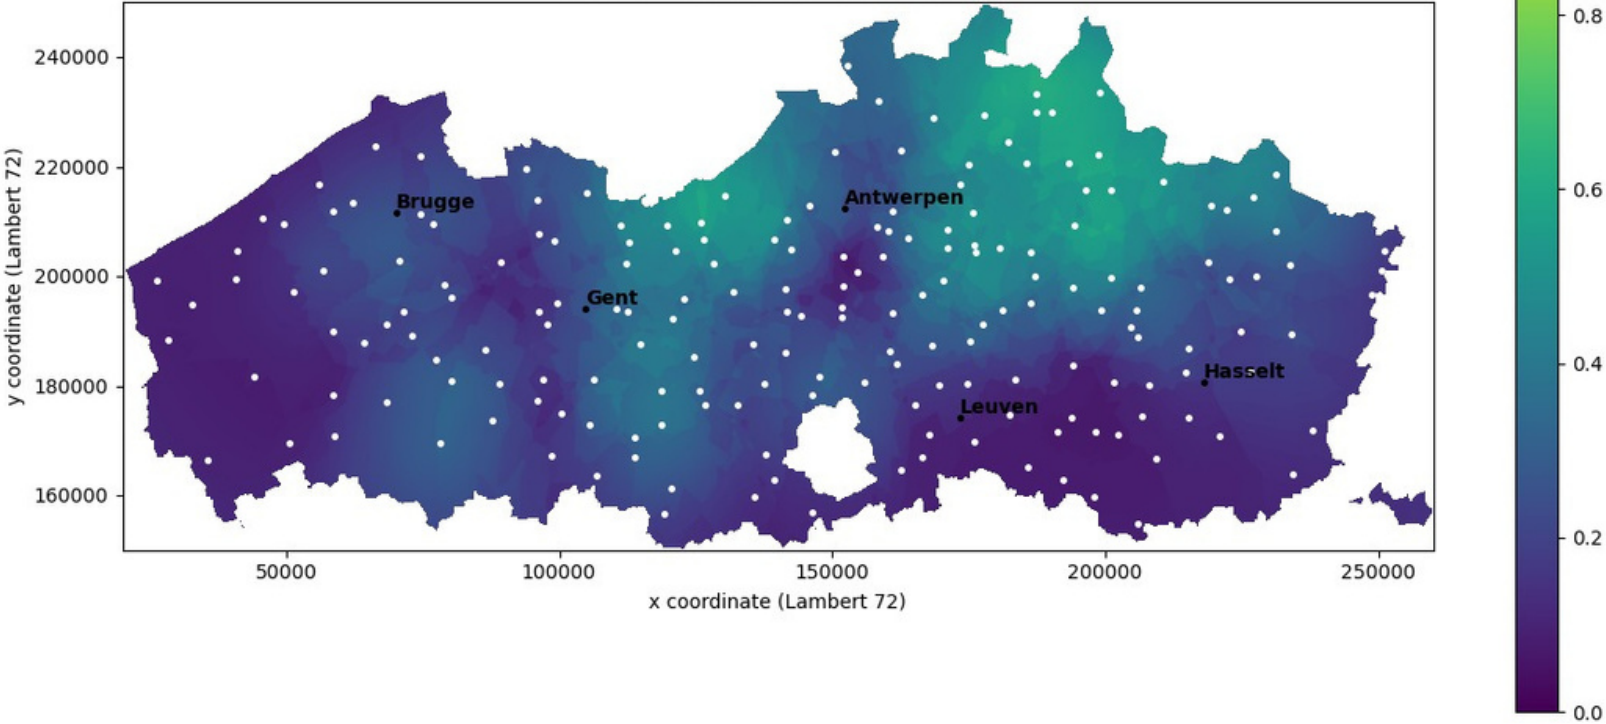 0.8
240000
220000
Brugge
Antwerpen
0.6
y coordinate (Lambert 72)
200000
Gent
0.4
180000
Hasselt
Leuven
160000
0.2
50000 100000 150000 200000 250000
x coordinate (Lambert 72)
0.0